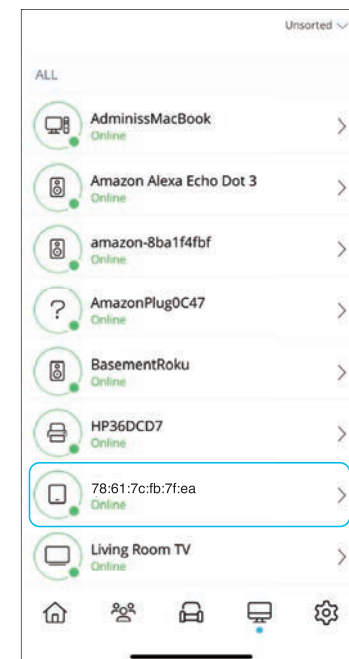 Unsorted
ALL
AdminissMacBook
Online
Amazon Alexa Echo Dot 3
Online
amazon-8ba1f4fbf
Online
?
AmazonPlug0C47
Online
BasementRoku
Online
HP36DCD7
Online
78:61:7c:fb:7f:ea
Online
Living Room TV
Online